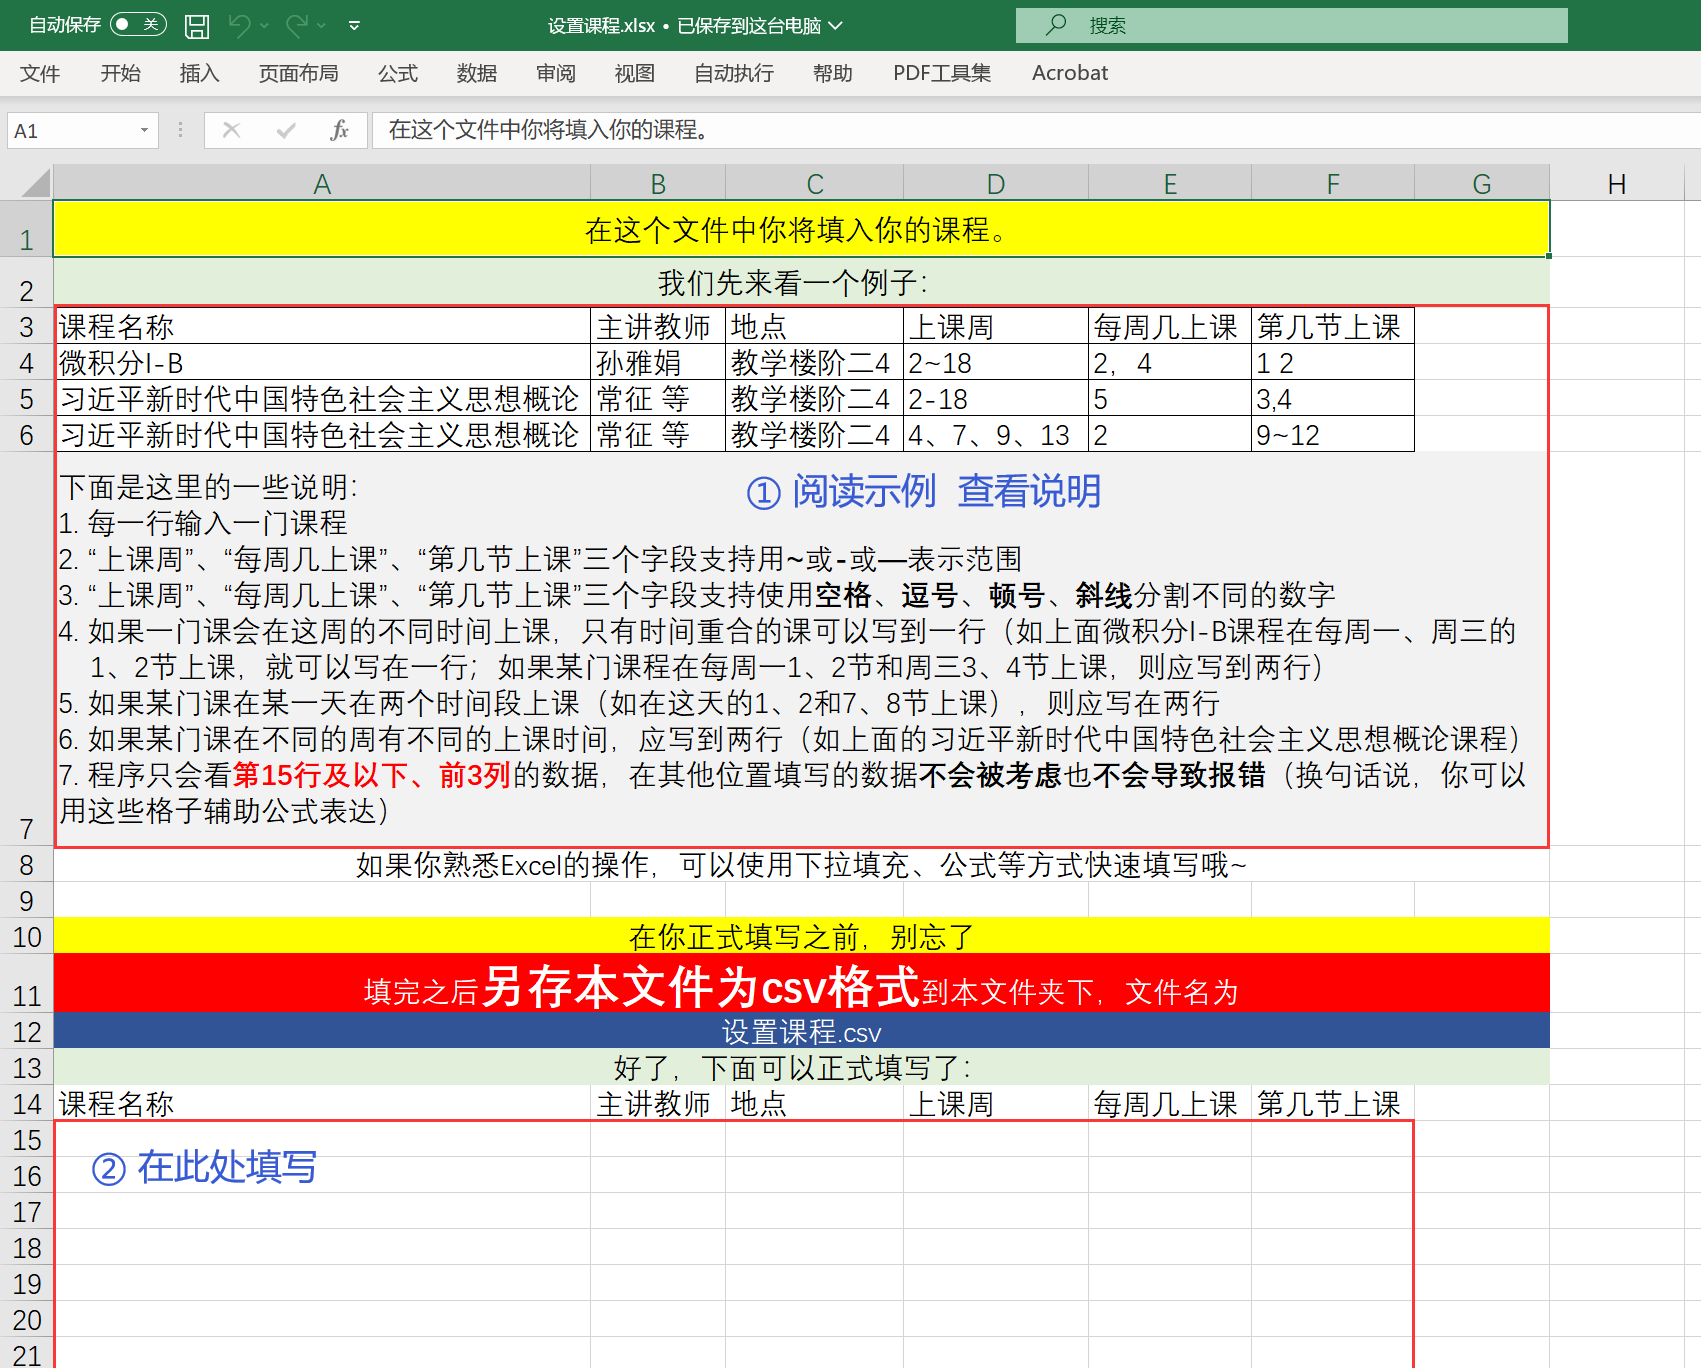 自动保存 关 设置课程.xlsx • 已保存到这台电脑 搜索
文件 开始 插入 页面布局 公式 数据 审阅 视图 自动执行 帮助 PDF工具集 Acrobat
A1 fx 在这个文件中你将填入你的课程。
A B C D E F G H
1 在这个文件中你将填入你的课程。
2 我们先来看一个例子：
3 课程名称 主讲教师 地点 上课周 每周几上课 第几节上课
4 微积分I-B 孙雅娟 教学楼阶二4 2~18 2，4 1 2
5 习近平新时代中国特色社会主义思想概论 常征 等 教学楼阶二4 2-18 5 3,4
6 习近平新时代中国特色社会主义思想概论 常征 等 教学楼阶二4 4、7、9、13 2 9~12
下面是这里的一些说明：
① 阅读示例 查看说明
1. 每一行输入一门课程
2. “上课周”、“每周几上课”、“第几节上课”三个字段支持用~或-或—表示范围
3. “上课周”、“每周几上课”、“第几节上课”三个字段支持使用空格、逗号、顿号、斜线分割不同的数字
4. 如果一门课会在这周的不同时间上课，只有时间重合的课可以写到一行（如上面微积分I-B课程在每周一、周三的
1、2节上课，就可以写在一行；如果某门课程在每周一1、2节和周三3、4节上课，则应写到两行）
5. 如果某门课在某一天在两个时间段上课（如在这天的1、2和7、8节上课），则应写在两行
6. 如果某门课在不同的周有不同的上课时间，应写到两行（如上面的习近平新时代中国特色社会主义思想概论课程）
7. 程序只会看第15行及以下、前3列的数据，在其他位置填写的数据不会被考虑也不会导致报错（换句话说，你可以
用这些格子辅助公式表达）
7
8 如果你熟悉Excel的操作，可以使用下拉填充、公式等方式快速填写哦~
9
10 在你正式填写之前，别忘了
11 填完之后另存本文件为csv格式到本文件夹下，文件名为
12 设置课程.csv
13 好了，下面可以正式填写了：
14 课程名称 主讲教师 地点 上课周 每周几上课 第几节上课
15
② 在此处填写
16
17
18
19
20
21